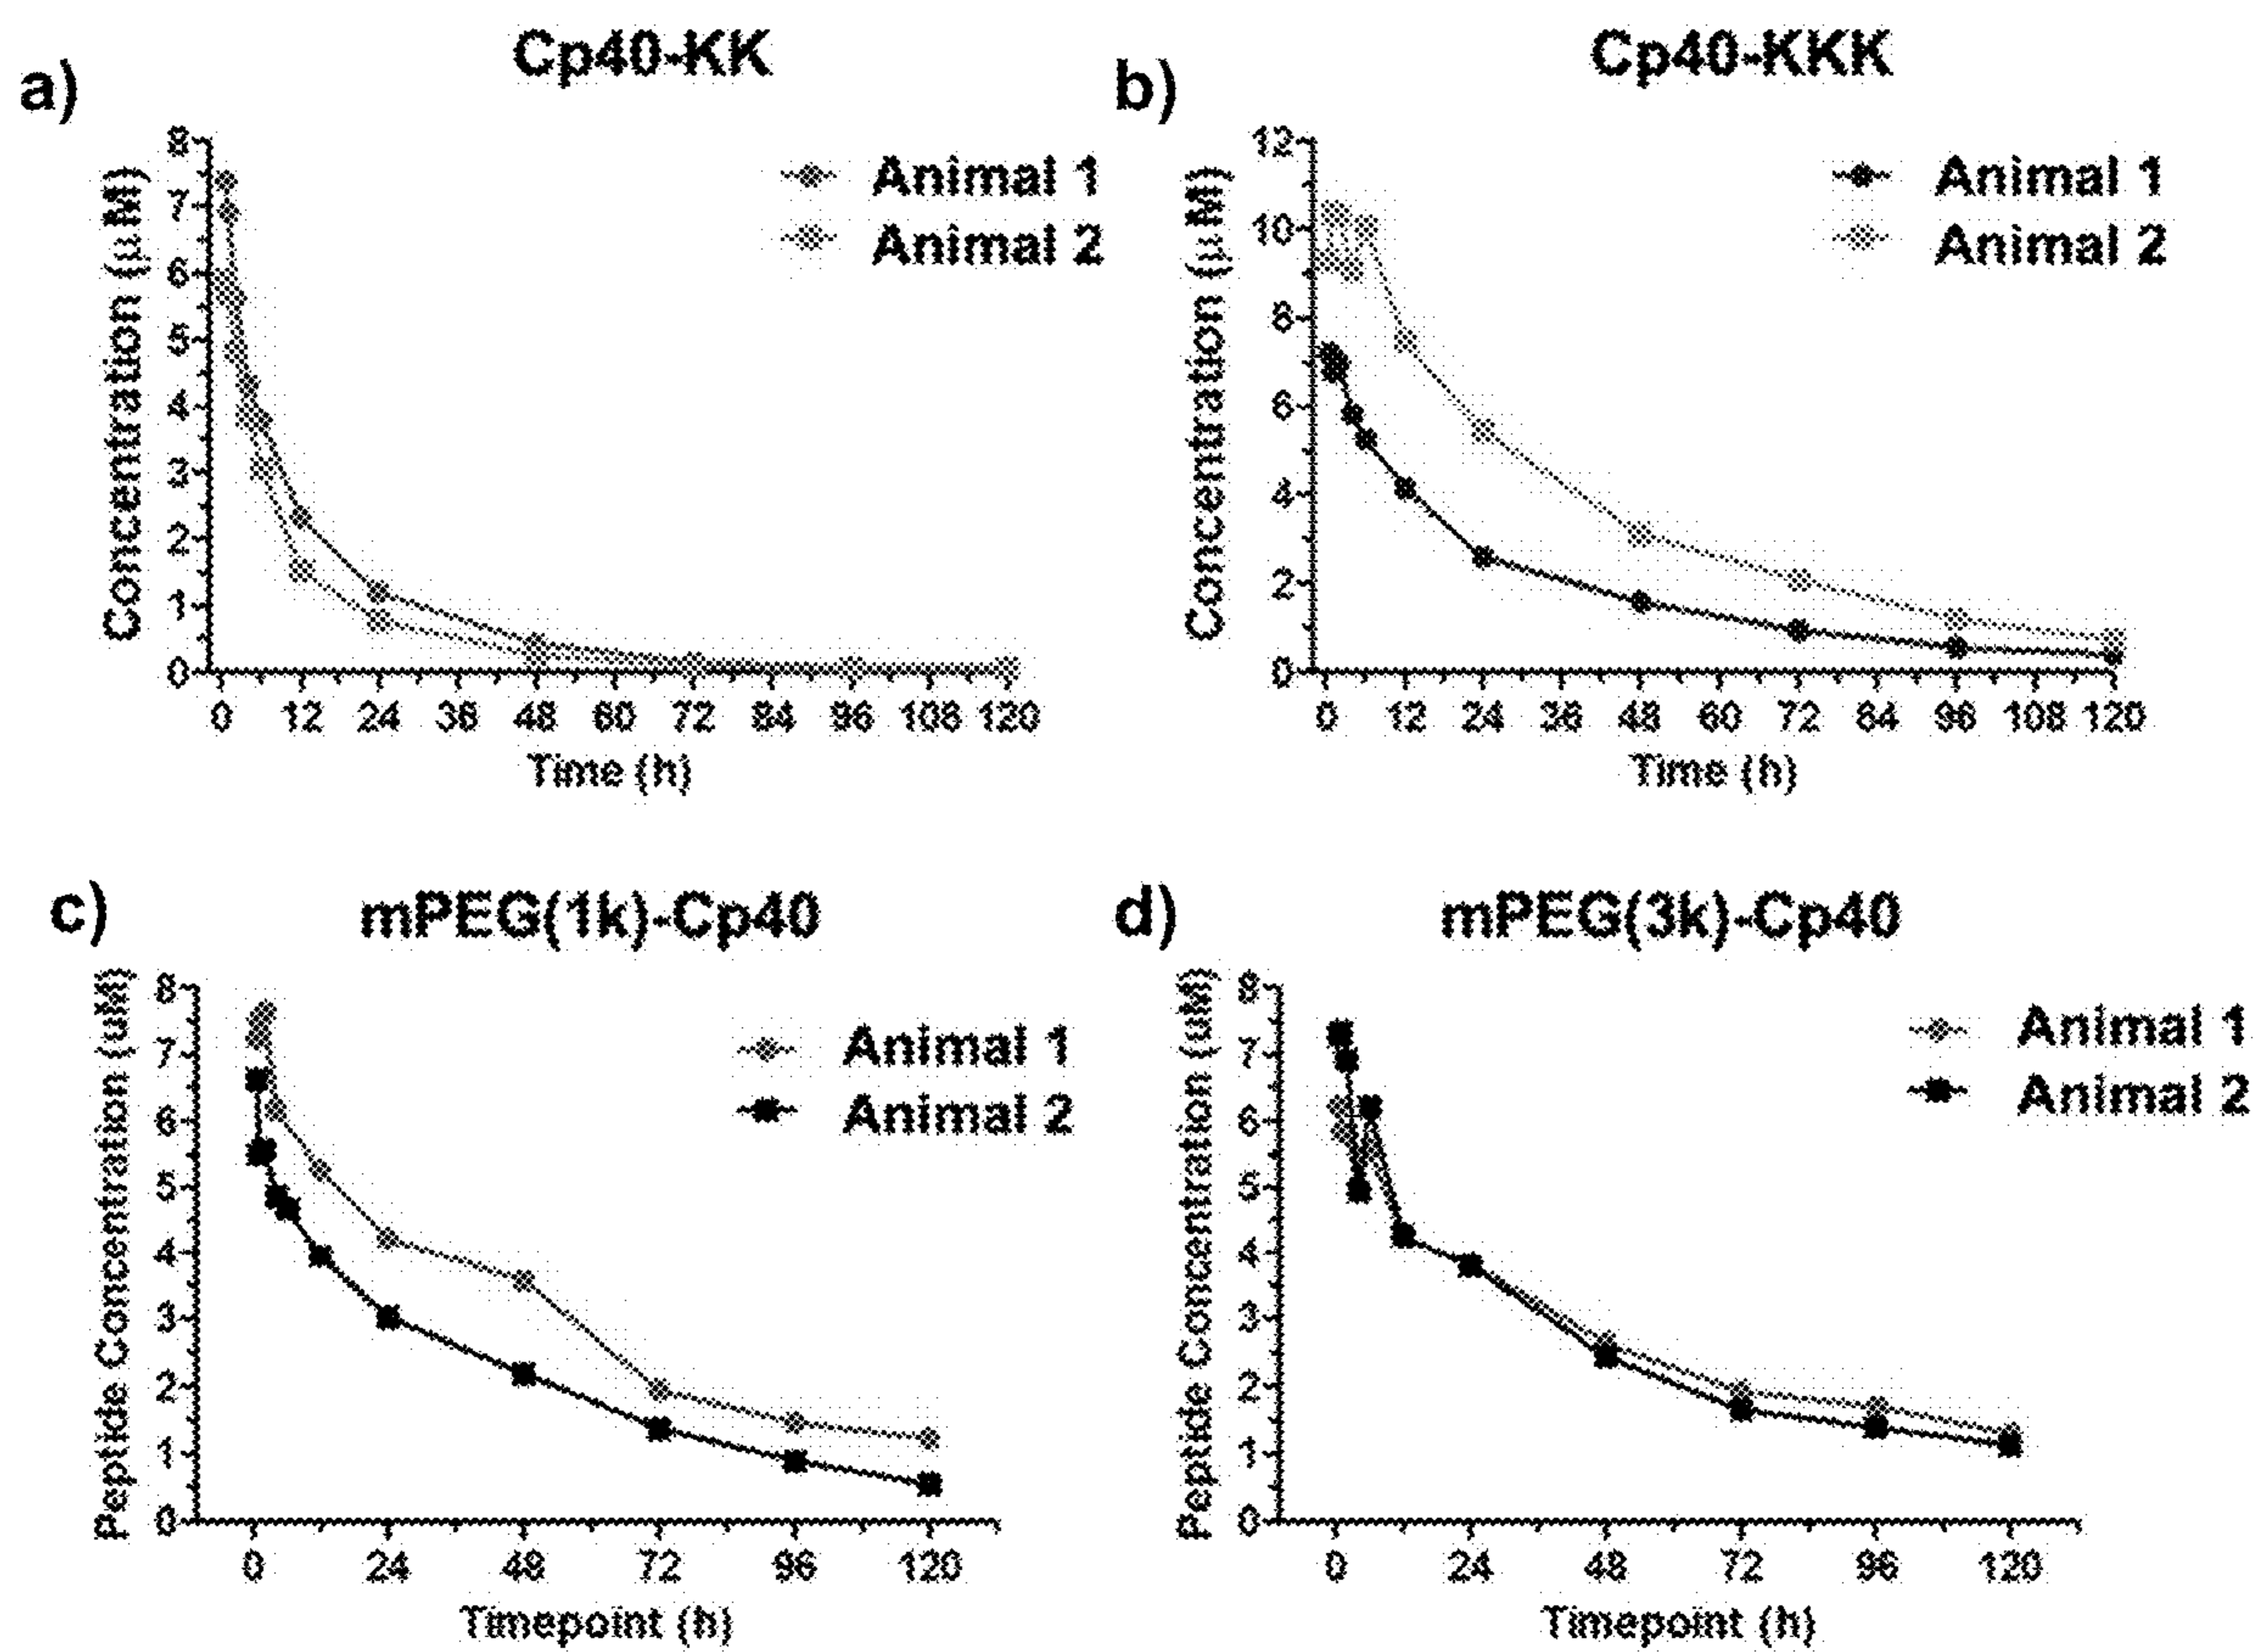 a)
Cp40-KK
Concentration (μM)
8
7
6
5
4
3
2
1
0
0 12 24 36 48 60 72 84 96 108 120
Time (h)
Animal 1
Animal 2
b)
Cp40-KKK
Concentration (μM)
12
10
8
6
4
2
0
0 12 24 36 48 60 72 84 96 108 120
Time (h)
Animal 1
Animal 2
c)
mPEG(1k)-Cp40
Peptide Concentration (uM)
8
7
6
5
4
3
2
1
0
0 24 48 72 96 120
Timepoint (h)
Animal 1
Animal 2
d)
mPEG(3k)-Cp40
Peptide Concentration (uM)
8
7
6
5
4
3
2
1
0
0 24 48 72 96 120
Timepoint (h)
Animal 1
Animal 2